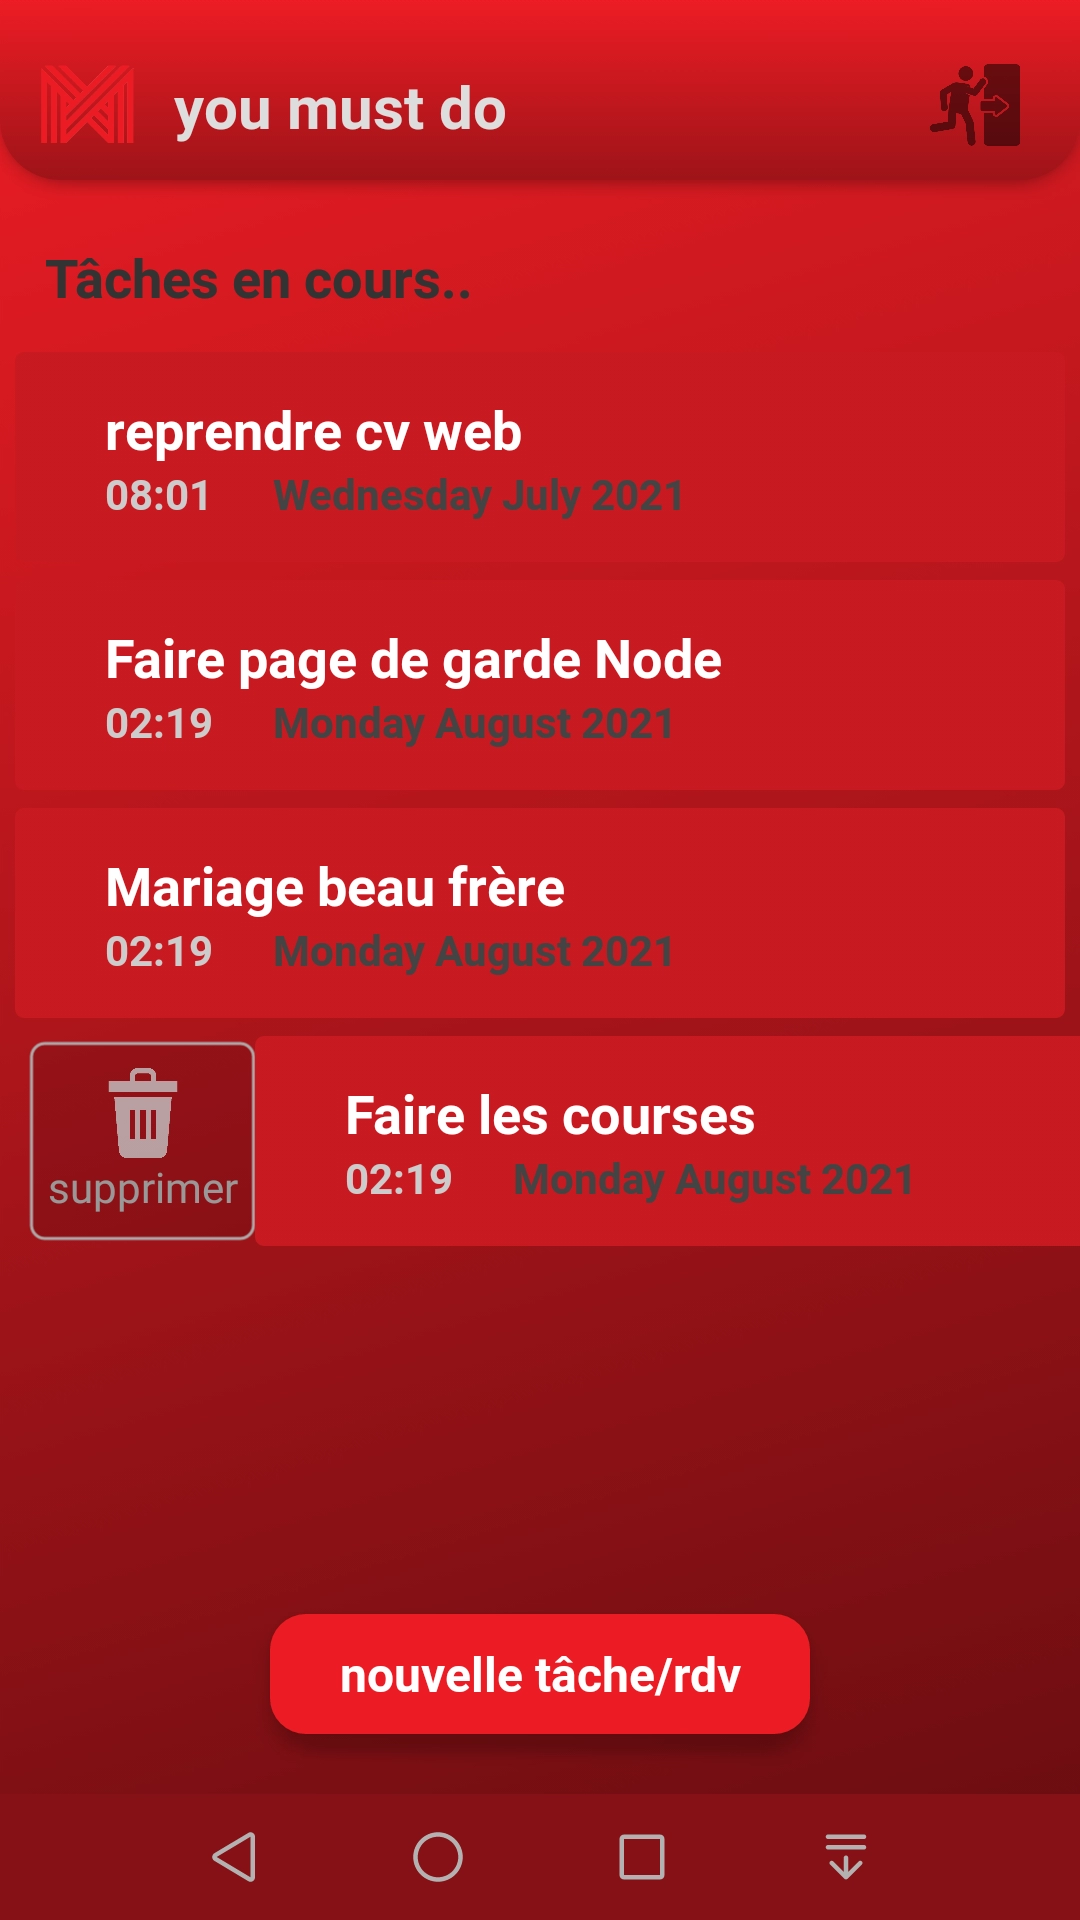 you must do
Tâches en cours..
reprendre cv web
08:01 Wednesday July 2021
Faire page de garde Node
02:19 Monday August 2021
Mariage beau frère
02:19 Monday August 2021
supprimer
Faire les courses
02:19 Monday August 2021
nouvelle tâche/rdv